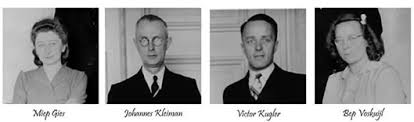 Miep Gies
Johannes Kleiman
Victor Kugler
Bep Voskuijl